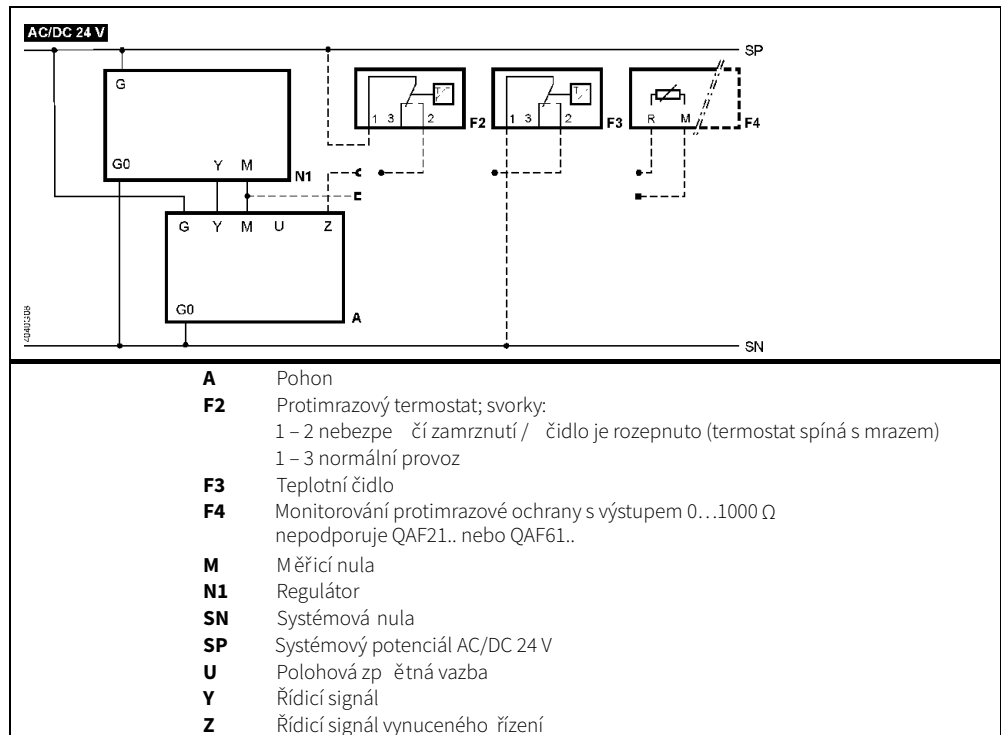 AC/DC 24 V
SP
G
G0 Y M
N1
1 3 2
F2
1 3 2
F3
R M
F4
G Y M U Z
G0
A
SN
A Pohon
F2 Protimrazový termostat; svorky:
1 – 2 nebezpe čí zamrznutí / čidlo je rozepnuto (termostat spíná s mrazem)
1 – 3 normální provoz
F3 Teplotní čidlo
F4 Monitorování protimrazové ochrany s výstupem 0…1000 Ω
nepodporuje QAF21.. nebo QAF61..
M M ěřicí nula
N1 Regulátor
SN Systémová nula
SP Systémový potenciál AC/DC 24 V
U Polohová zp ětná vazba
Y Řídicí signál
Z Řídicí signál vynuceného řízení